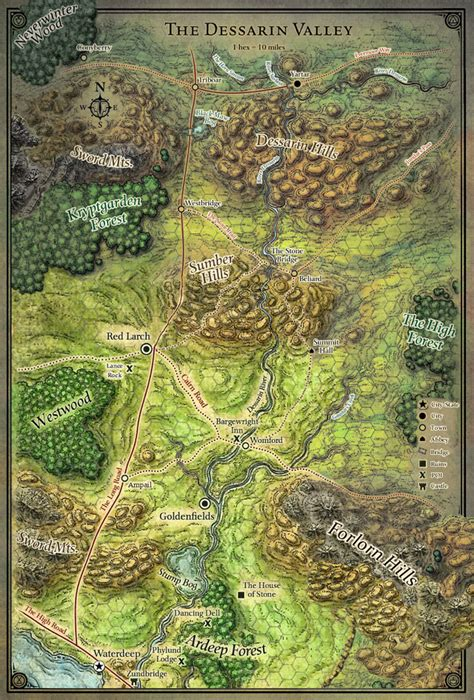 THE DESSARIN VALLEY
1 hex = 10 miles
Neverwinter
Wood
Conyberry
Triboar
Yartar
N
W
E
S
Dessarin Hills
Sword Mts.
Kryptgarden
Forest
Westbridge
The Stone
Bridge
Beliard
Sumber
Hills
The High
Forest
Red Larch
Summit
Hall
Lance
Rock
Westwood
Cairn Road
Dessarin River
City-State
City
Town
Abbey
Bridge
Ruins
POI
Castle
Bargewright
Inn
Womford
Ampail
The Long Road
Goldenfields
Forlorn Hills
Sword Mts.
Stump Bog
The House
of Stone
Dancing Dell
The High Road
Ardeep Forest
Waterdeep
Phylund
Lodge
Zundbridge